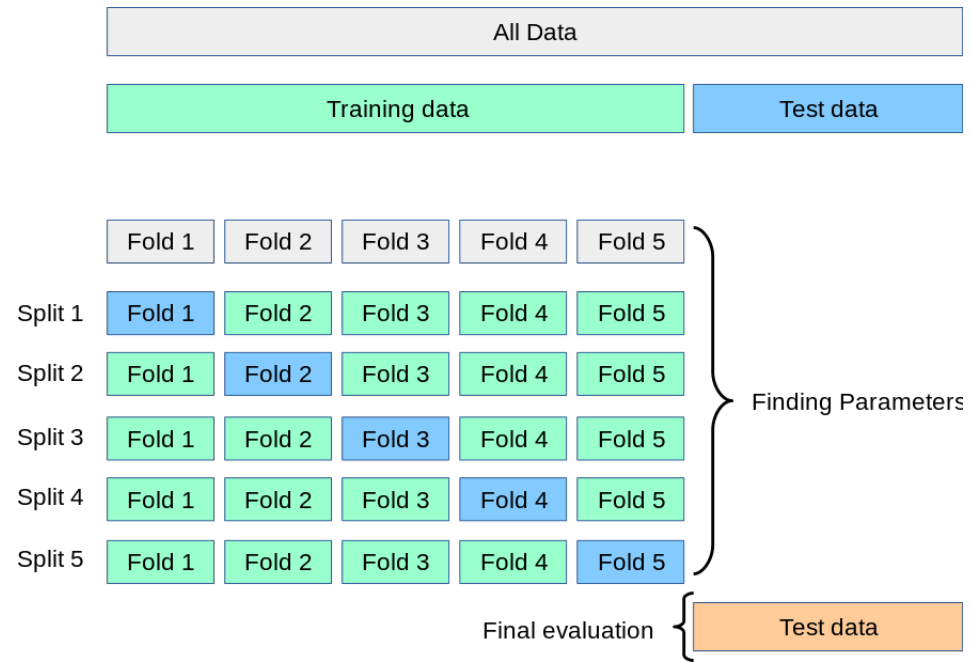 All Data
Training data Test data
Fold 1 Fold 2 Fold 3 Fold 4 Fold 5
Split 1 Fold 1 Fold 2 Fold 3 Fold 4 Fold 5
Split 2 Fold 1 Fold 2 Fold 3 Fold 4 Fold 5
Finding Parameters
Split 3 Fold 1 Fold 2 Fold 3 Fold 4 Fold 5
Split 4 Fold 1 Fold 2 Fold 3 Fold 4 Fold 5
Split 5 Fold 1 Fold 2 Fold 3 Fold 4 Fold 5
Final evaluation Test data